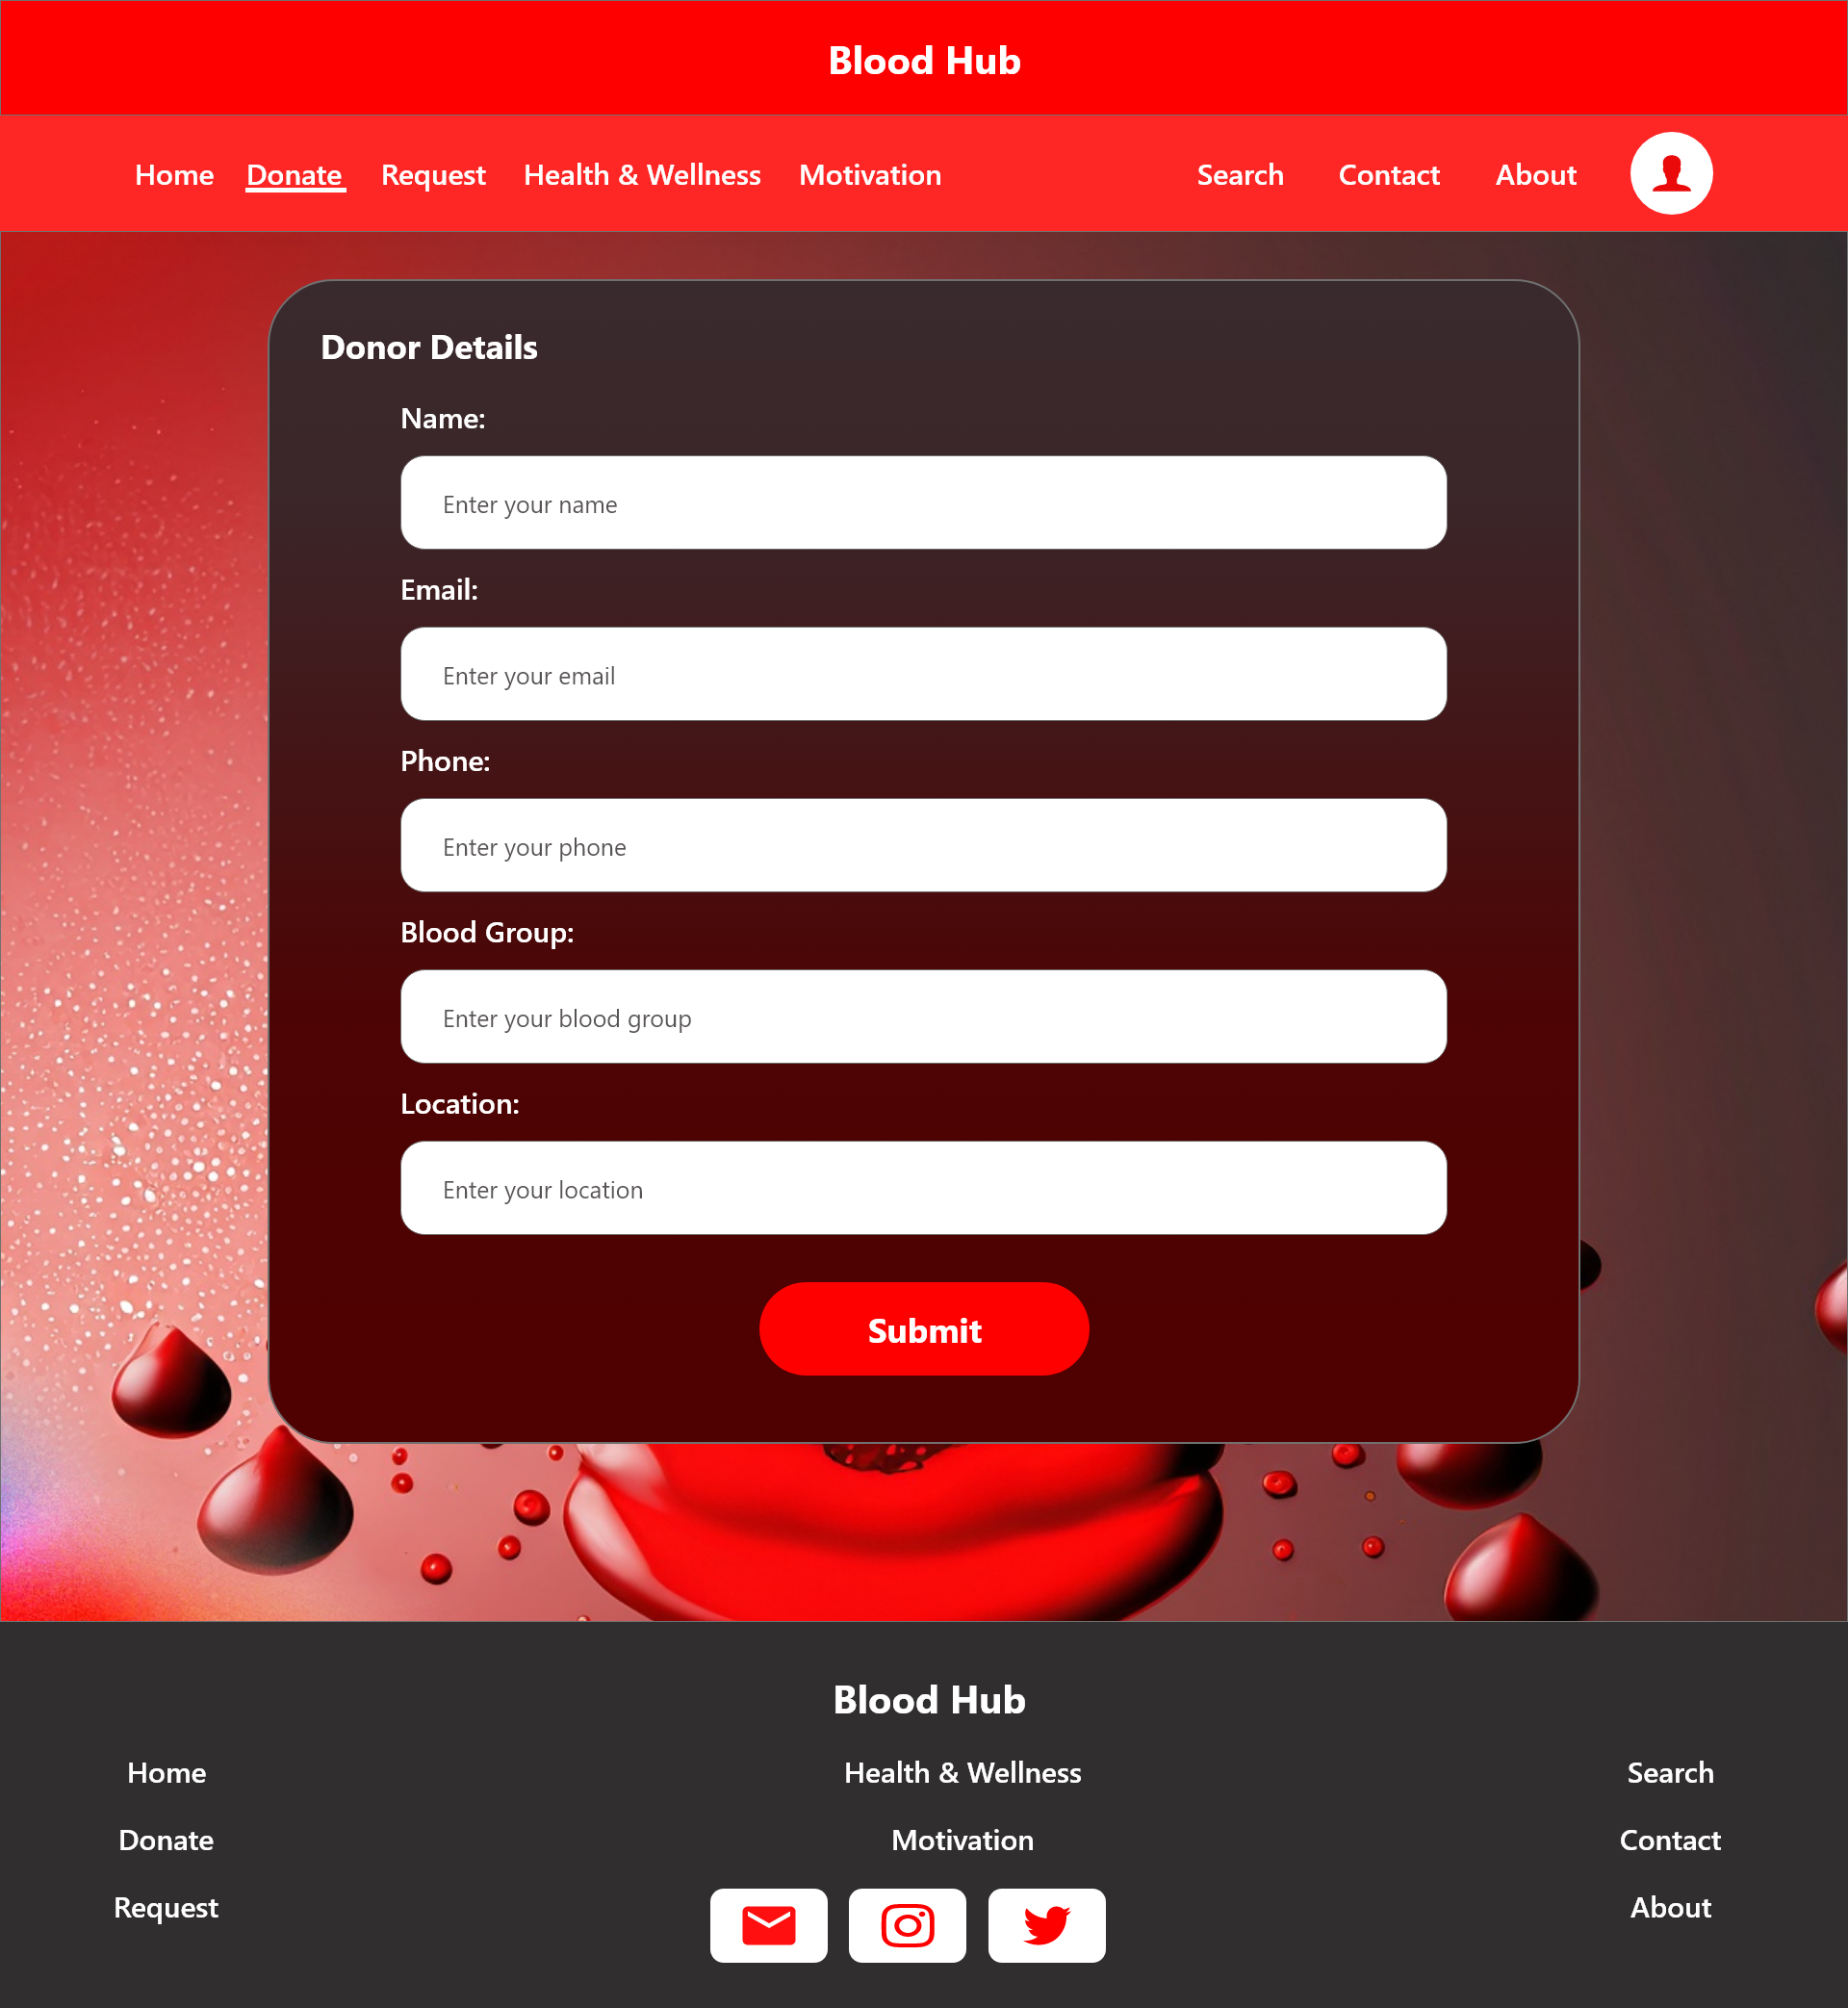 Blood Hub
Home Donate Request Health & Wellness Motivation Search Contact About
Donor Details
Name:
Enter your name
Email:
Enter your email
Phone:
Enter your phone
Blood Group:
Enter your blood group
Location:
Enter your location
Submit
Blood Hub
Home Health & Wellness Search
Donate Motivation Contact
Request About